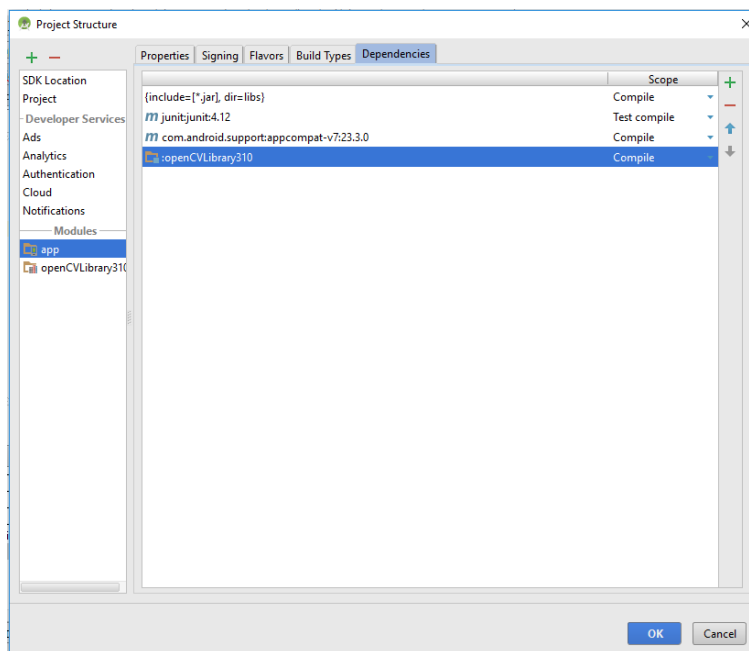 Project Structure
Properties Signing Flavors Build Types Dependencies
SDK Location
Project
Developer Services
Ads
Analytics
Authentication
Cloud
Notifications
Modules
app
openCVLibrary310
Scope
{include=[*.jar], dir=libs} Compile
m junit:junit:4.12 Test compile
m com.android.support:appcompat-v7:23.3.0 Compile
:openCVLibrary310 Compile
OK Cancel